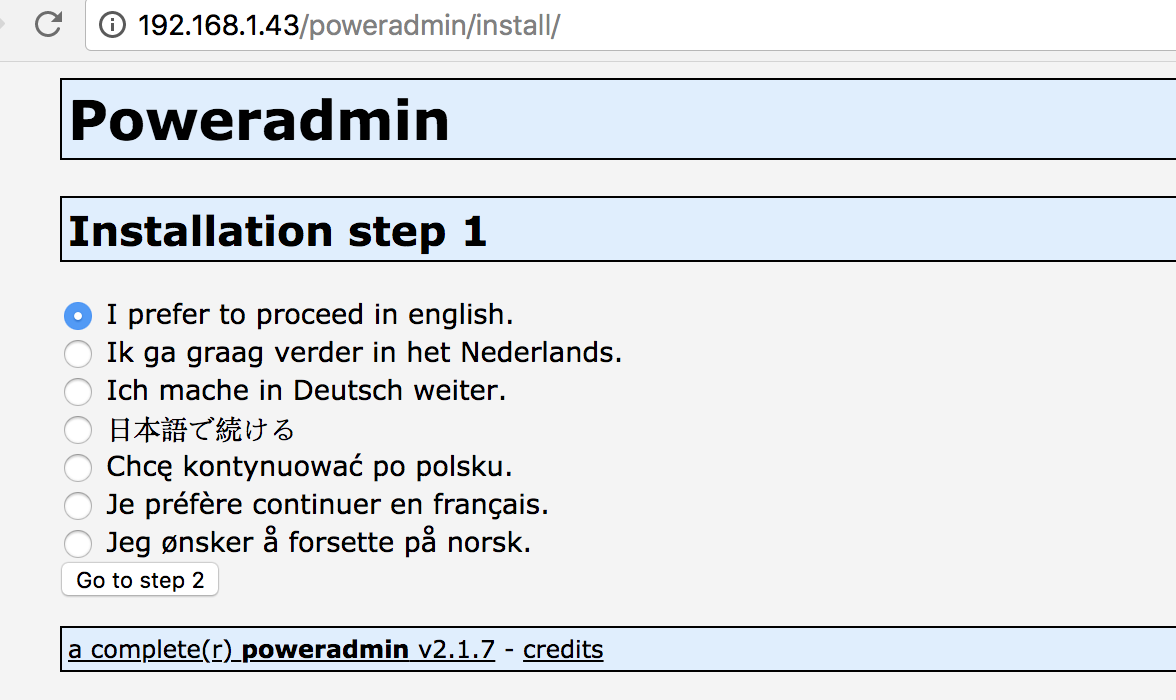 192.168.1.43/poweradmin/install/
Poweradmin
Installation step 1
I prefer to proceed in english.
Ik ga graag verder in het Nederlands.
Ich mache in Deutsch weiter.
日本語で続ける
Chcę kontynuować po polsku.
Je préfère continuer en français.
Jeg ønsker å forsette på norsk.
Go to step 2
a complete(r) poweradmin v2.1.7 - credits